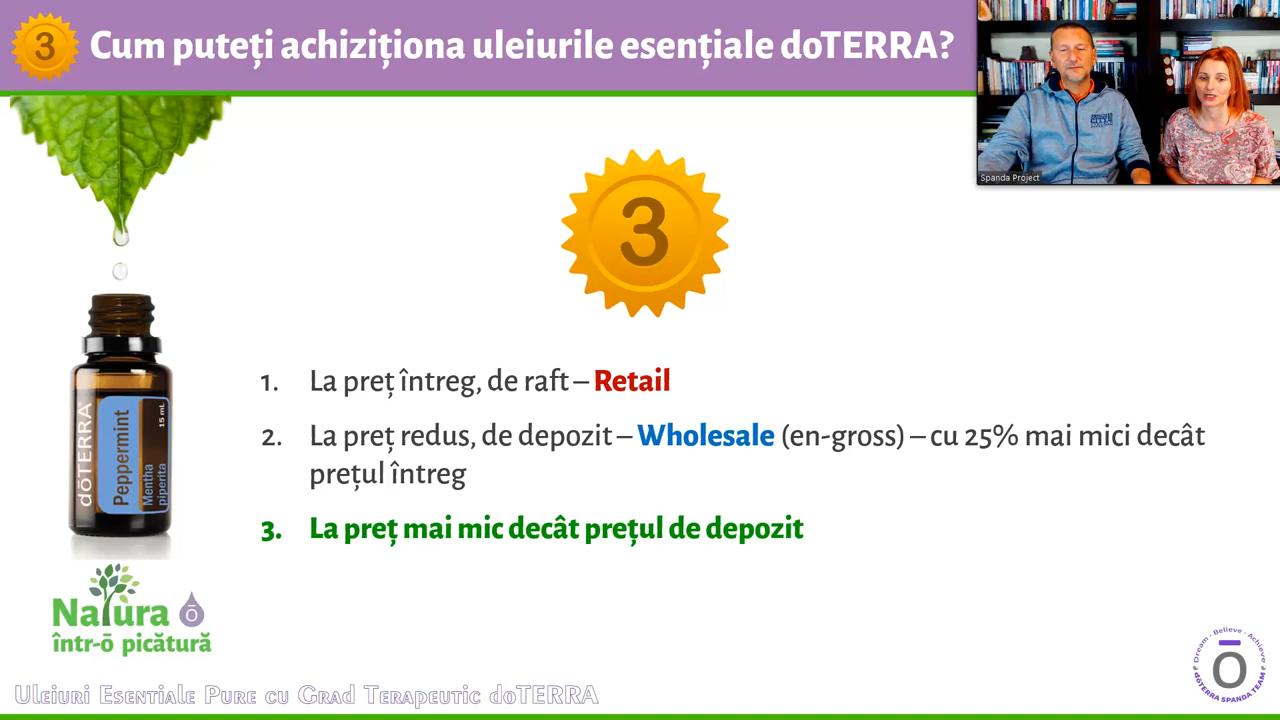 3
Cum puteți achiziționa uleiurile esențiale doTERRA?
Spanda Project
3
1. La preț întreg, de raft – Retail
2. La preț redus, de depozit – Wholesale (en-gross) – cu 25% mai mici decât
prețul întreg
3. La preț mai mic decât prețul de depozit
dōTERRA
Peppermint
Mentha
piperita
15 mL
Natura ō
într-ō picătură
Dream - Believe - Achieve
Ō
dōTERRA SPANDA TEAM
Uleiuri Esentiale Pure cu Grad Terapeutic doTERRA